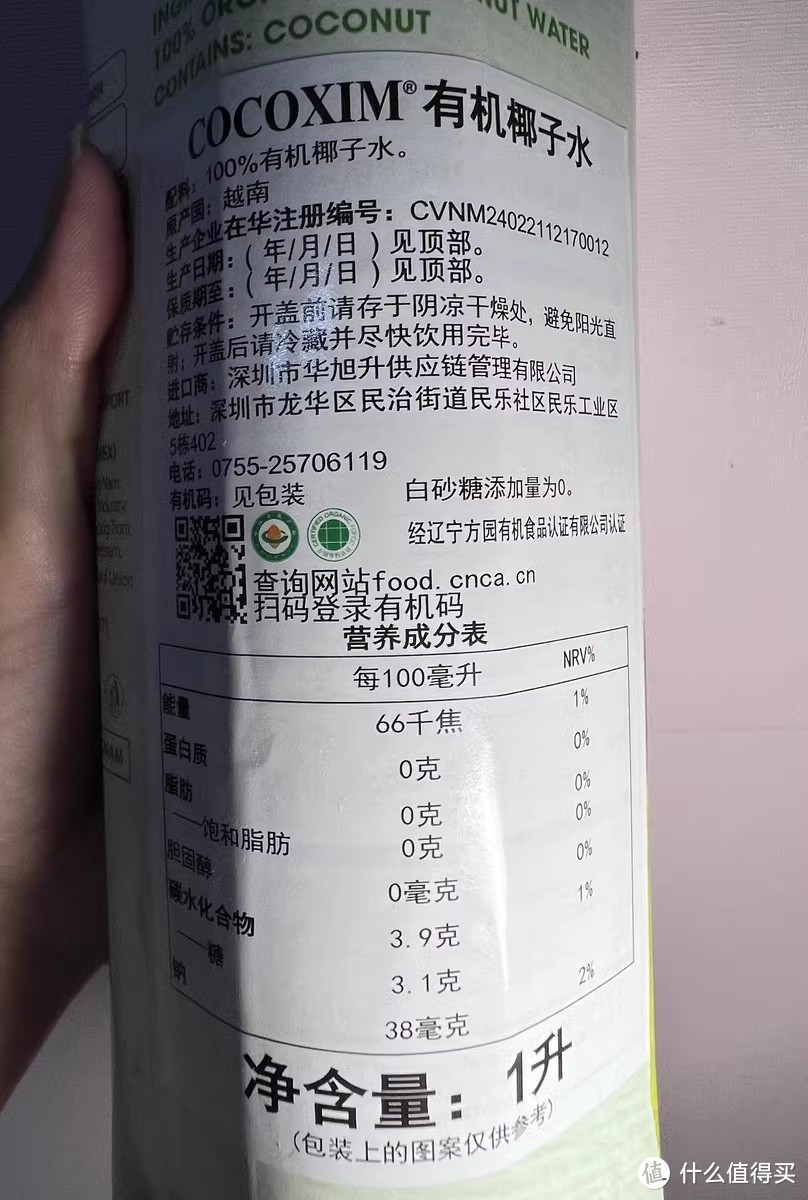 100%
NUT WATER
CONTAINS: COCONUT
COCOXIM® 有机椰子水
配料：100%有机椰子水。
原产国：越南
生产企业在华注册编号：CVNM24022112170012
生产日期：（年/月/日）见顶部。
保质期至：（年/月/日）见顶部。
贮存条件：开盖前请存于阴凉干燥处，避免阳光直
射；开盖后请冷藏并尽快饮用完毕。
进口商：深圳市华旭升供应链管理有限公司
地址：深圳市龙华区民治街道民乐社区民乐工业区
5栋402
电话：0755-25706119
有机码：见包装 白砂糖添加量为0。
经辽宁方园有机食品认证有限公司认证
查询网站food.cnca.cn
扫码登录有机码
营养成分表
每100毫升 NRV%
能量 66千焦 1%
蛋白质 0克 0%
脂肪 0克 0%
——饱和脂肪 0克 0%
胆固醇 0毫克 0%
碳水化合物 3.9克 1%
——糖 3.1克
钠 38毫克 2%
净含量：1升
（包装上的图案仅供参考）
值 什么值得买